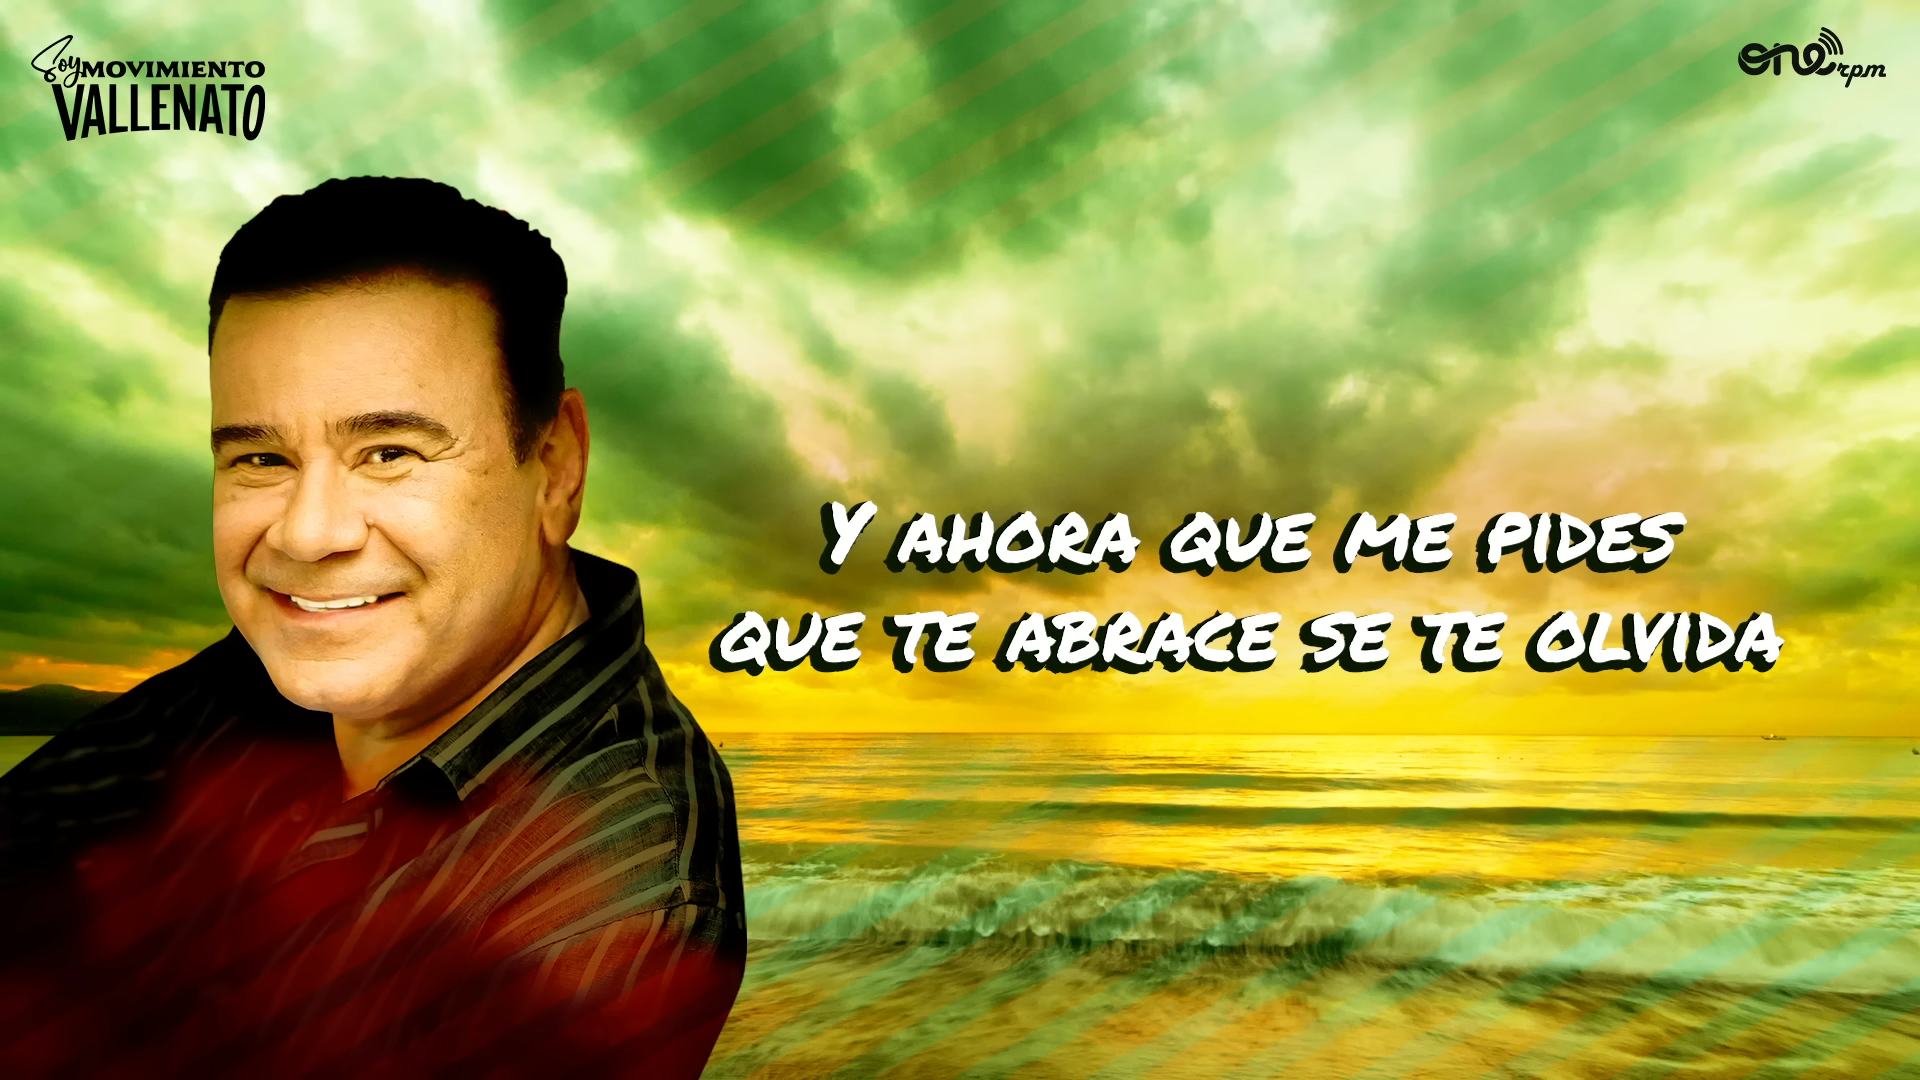 Soy MOVIMIENTO
VALLENATO
ONErpm
Y AHORA QUE ME PIDES
QUE TE ABRACE SE TE OLVIDA